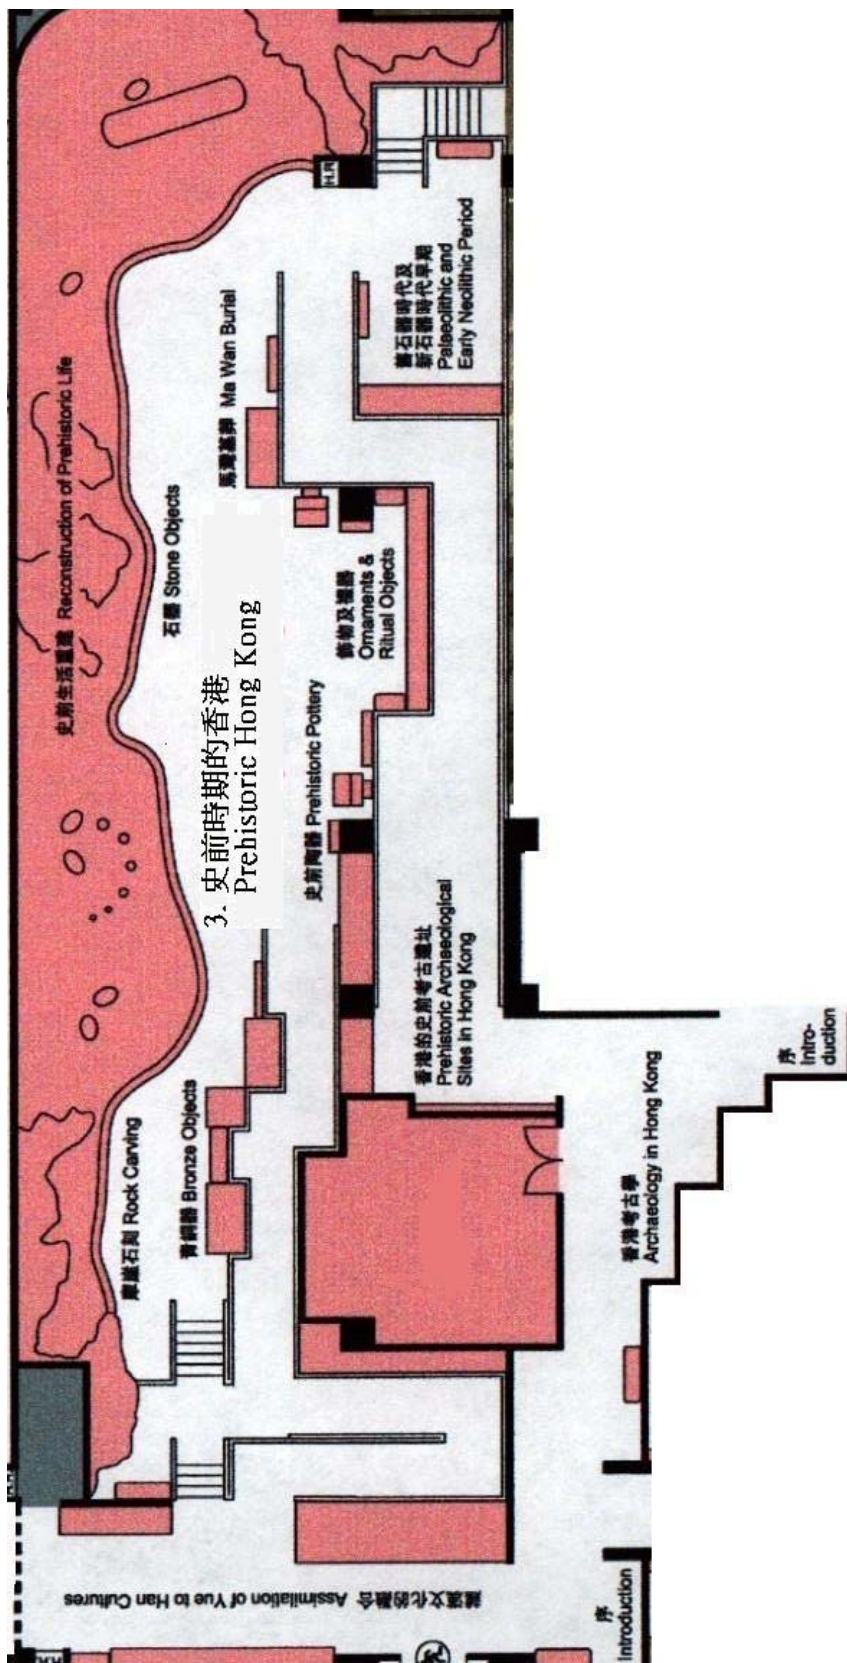 史前生活重建 Reconstruction of Prehistoric Life
石器 Stone Objects
馬灣墓葬 Ma Wan Burial
舊石器時代及
新石器時代早期
Palaeolithic and
Early Neolithic Period
H.R
3. 史前時期的香港
Prehistoric Hong Kong
飾物及禮器
Ornaments &
Ritual Objects
史前陶器 Prehistoric Pottery
香港的史前考古遺址
Prehistoric Archaeological
Sites in Hong Kong
摩崖石刻 Rock Carving
青銅器 Bronze Objects
香港考古學
Archaeology in Hong Kong
序
Intro-
duction
越漢文化的融合 Assimilation of Yue to Han Cultures
序
Introduction